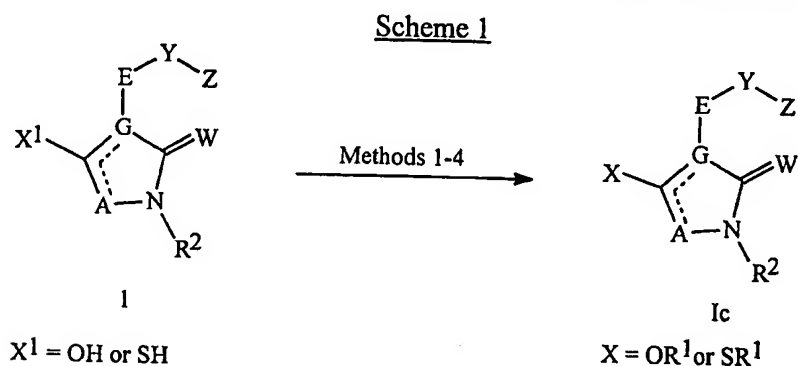 Scheme 1
E Y Z
X¹ G W
A N
R²
1
X¹ = OH or SH
Methods 1-4
E Y Z
X G W
A N
R²
Ic
X = OR¹ or SR¹